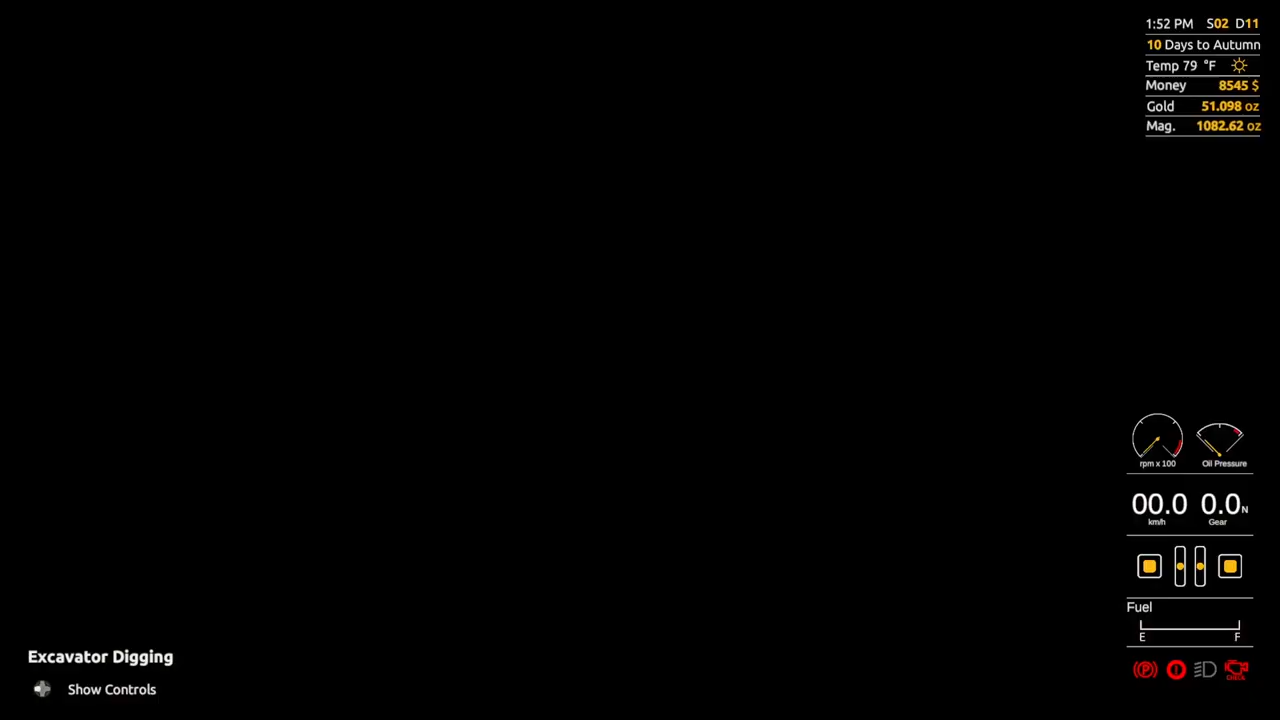 1:52 PM S02 D11
10 Days to Autumn
Temp 79 °F
Money 8545 $
Gold 51.098 oz
Mag. 1082.62 oz
rpm x 100 Oil Pressure
00.0 0.0 N
km/h Gear
Fuel
E F
Excavator Digging
Show Controls
CHECK